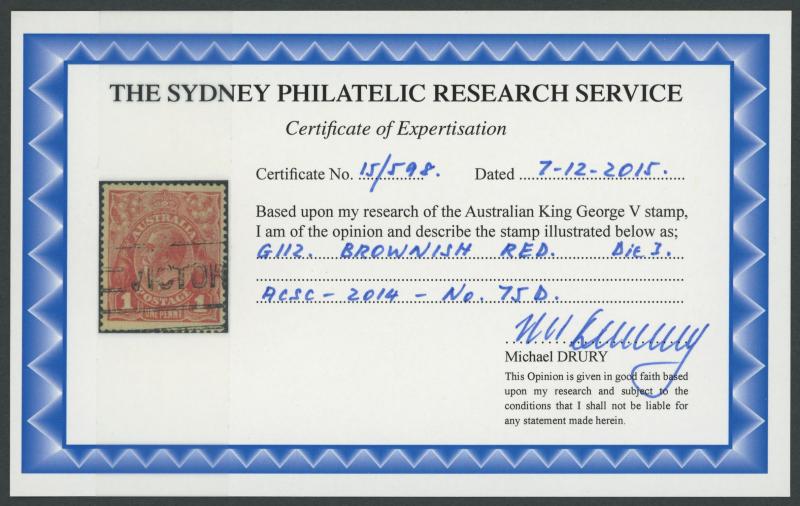 THE SYDNEY PHILATELIC RESEARCH SERVICE
Certificate of Expertisation
Certificate No. 15/598. Dated 7-12-2015.
Based upon my research of the Australian King George V stamp,
I am of the opinion and describe the stamp illustrated below as;
G112. BROWNISH RED. DIE I.
ACSC - 2014 - No. 75D.
Michael DRURY
This Opinion is given in good faith based
upon my research and subject to the
conditions that I shall not be liable for
any statement made herein.
AUSTRALIA
1 POSTAGE 1
ONE PENNY